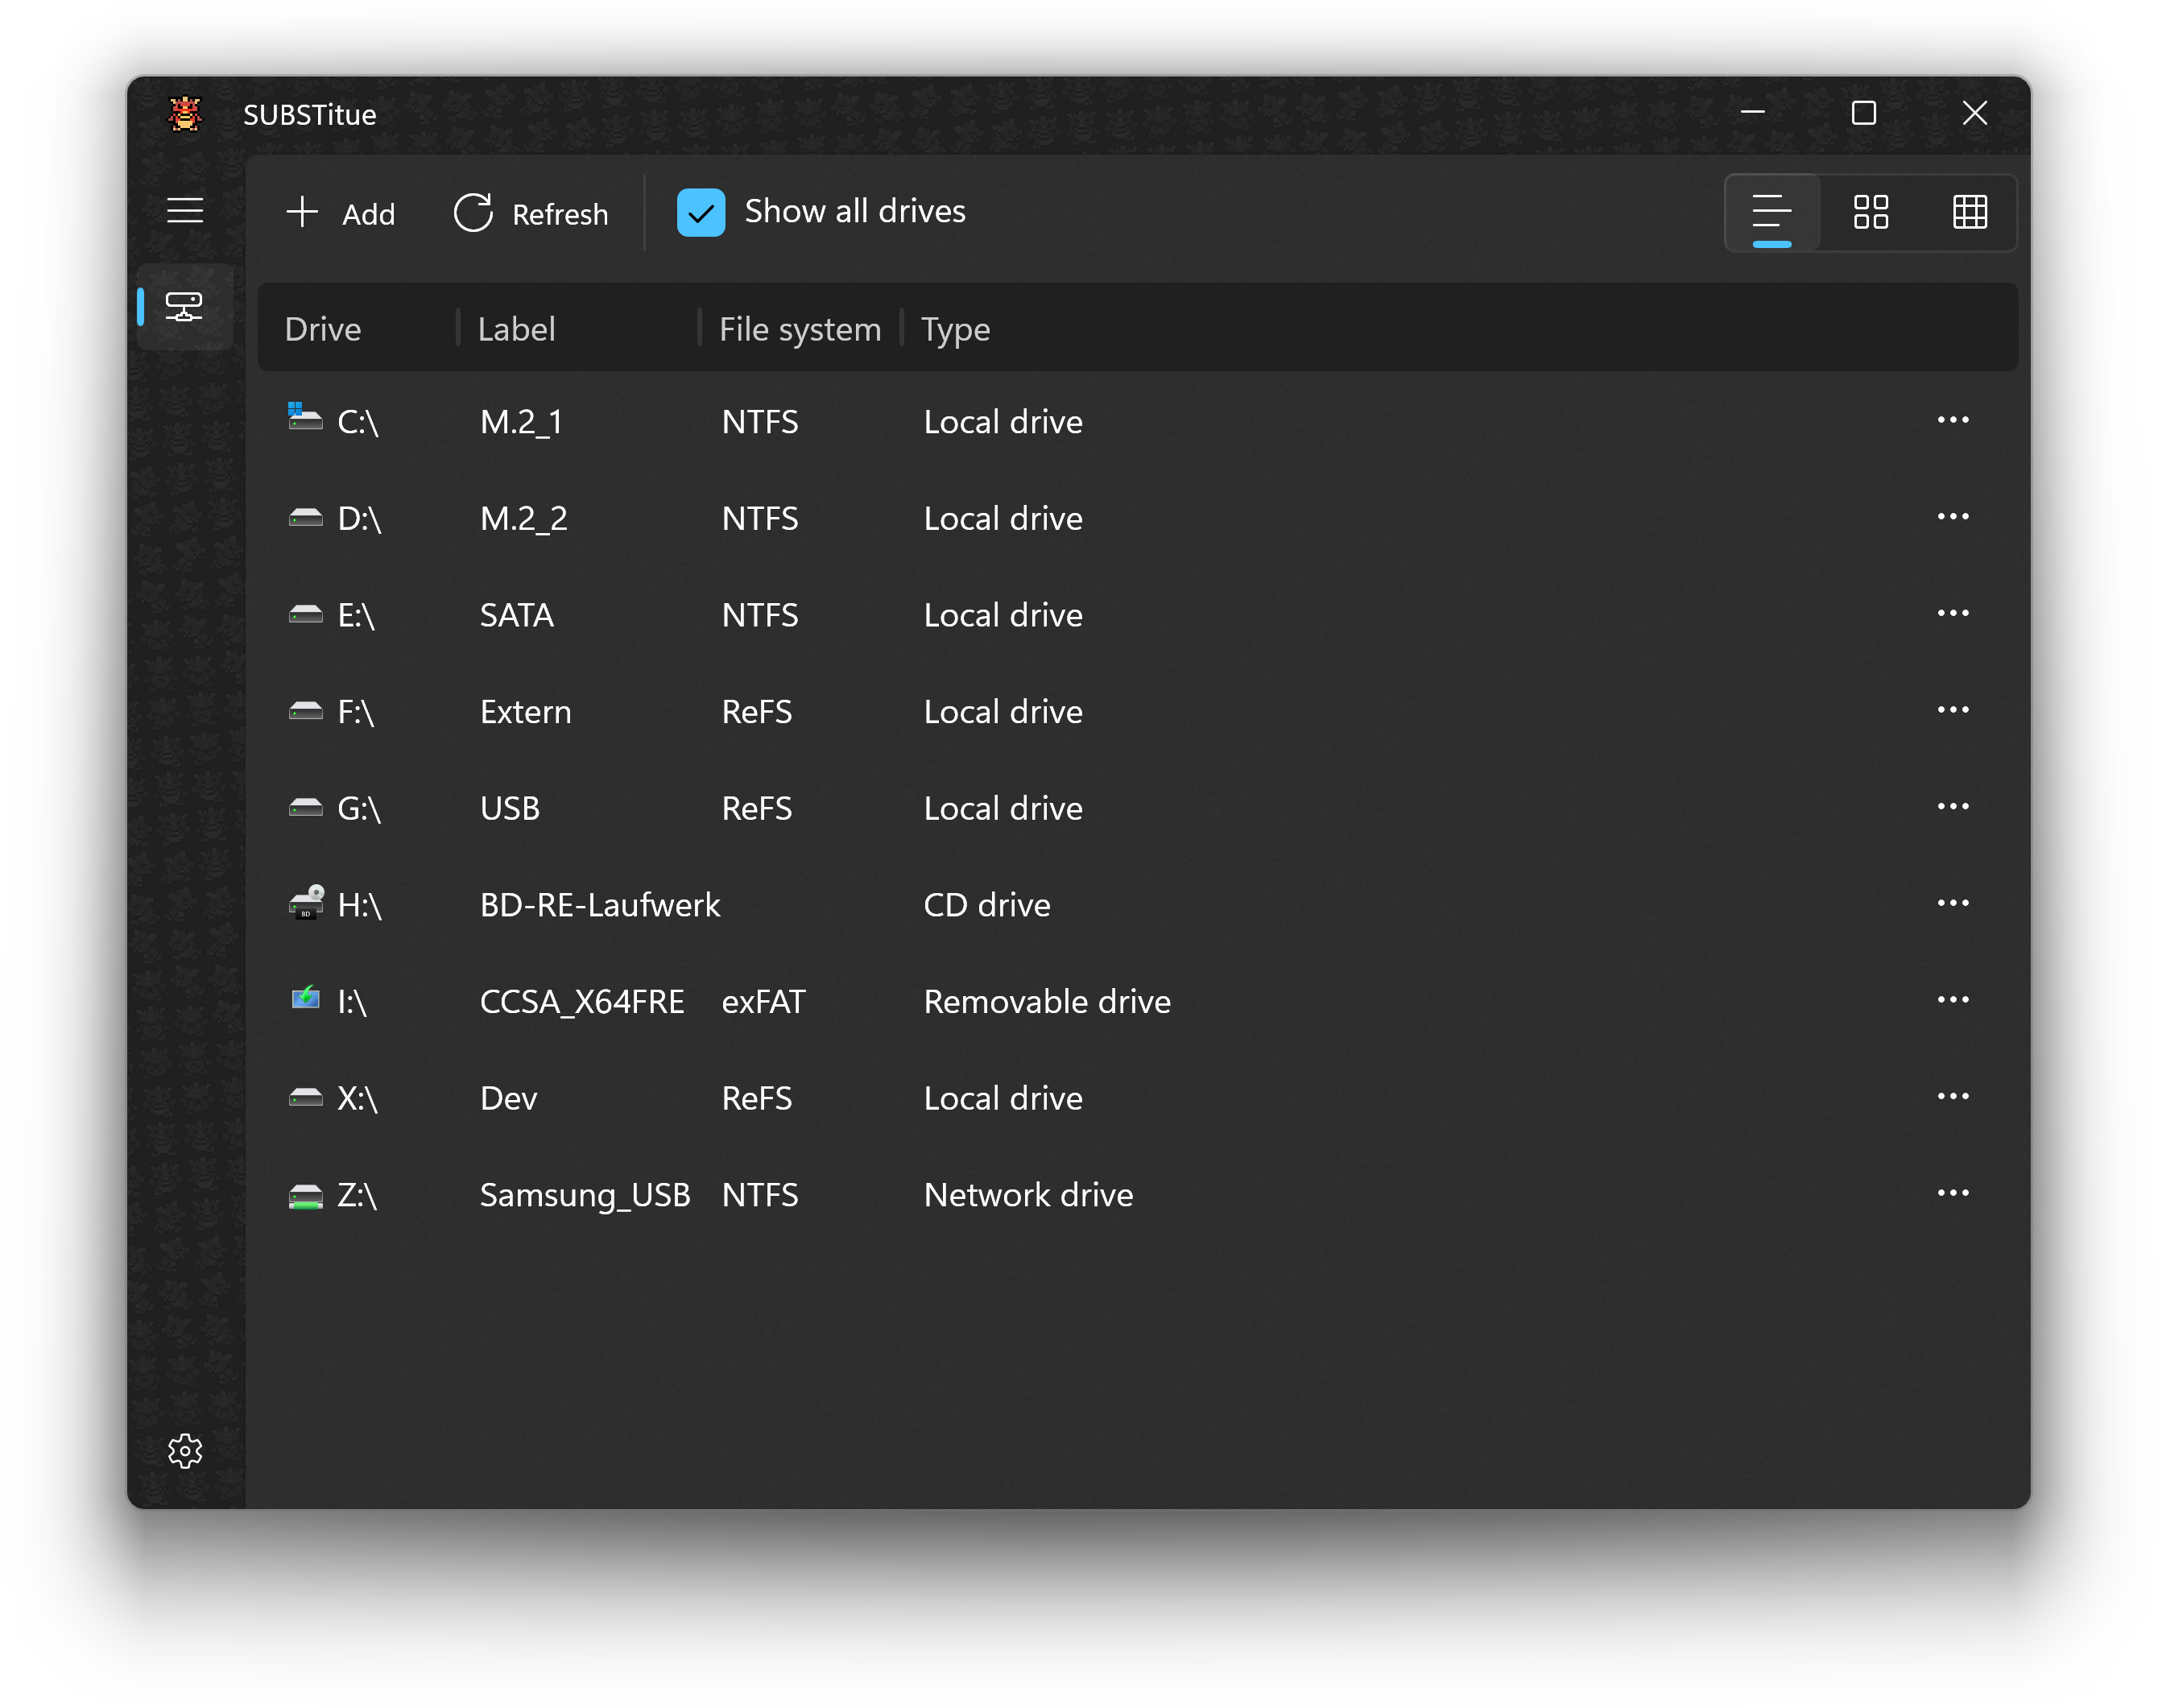 SUBSTitue
Add Refresh Show all drives
Drive Label File system Type
C:\ M.2_1 NTFS Local drive
D:\ M.2_2 NTFS Local drive
E:\ SATA NTFS Local drive
F:\ Extern ReFS Local drive
G:\ USB ReFS Local drive
BD H:\ BD-RE-Laufwerk CD drive
I:\ CCSA_X64FRE exFAT Removable drive
X:\ Dev ReFS Local drive
Z:\ Samsung_USB NTFS Network drive